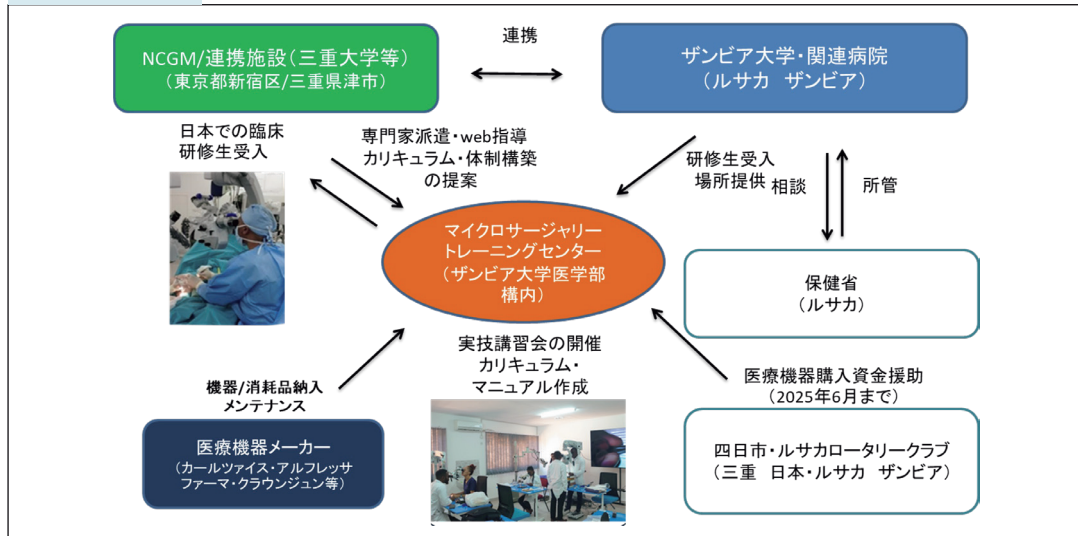 連携
NCGM/連携施設(三重大学等)
(東京都新宿区/三重県津市)
ザンビア大学・関連病院
(ルサカ ザンビア)
日本での臨床
研修生受入
専門家派遣・web指導
カリキュラム・体制構築
の提案
研修生受入
場所提供
相談
所管
マイクロサージャリー
トレーニングセンター
(ザンビア大学医学部
構内)
保健省
(ルサカ)
実技講習会の開催
カリキュラム・
マニュアル作成
機器/消耗品納入
メンテナンス
医療機器購入資金援助
(2025年6月まで)
医療機器メーカー
(カールツァイス・アルフレッサ
ファーマ・クラウンジュン等)
四日市・ルサカロータリークラブ
(三重 日本・ルサカ ザンビア)